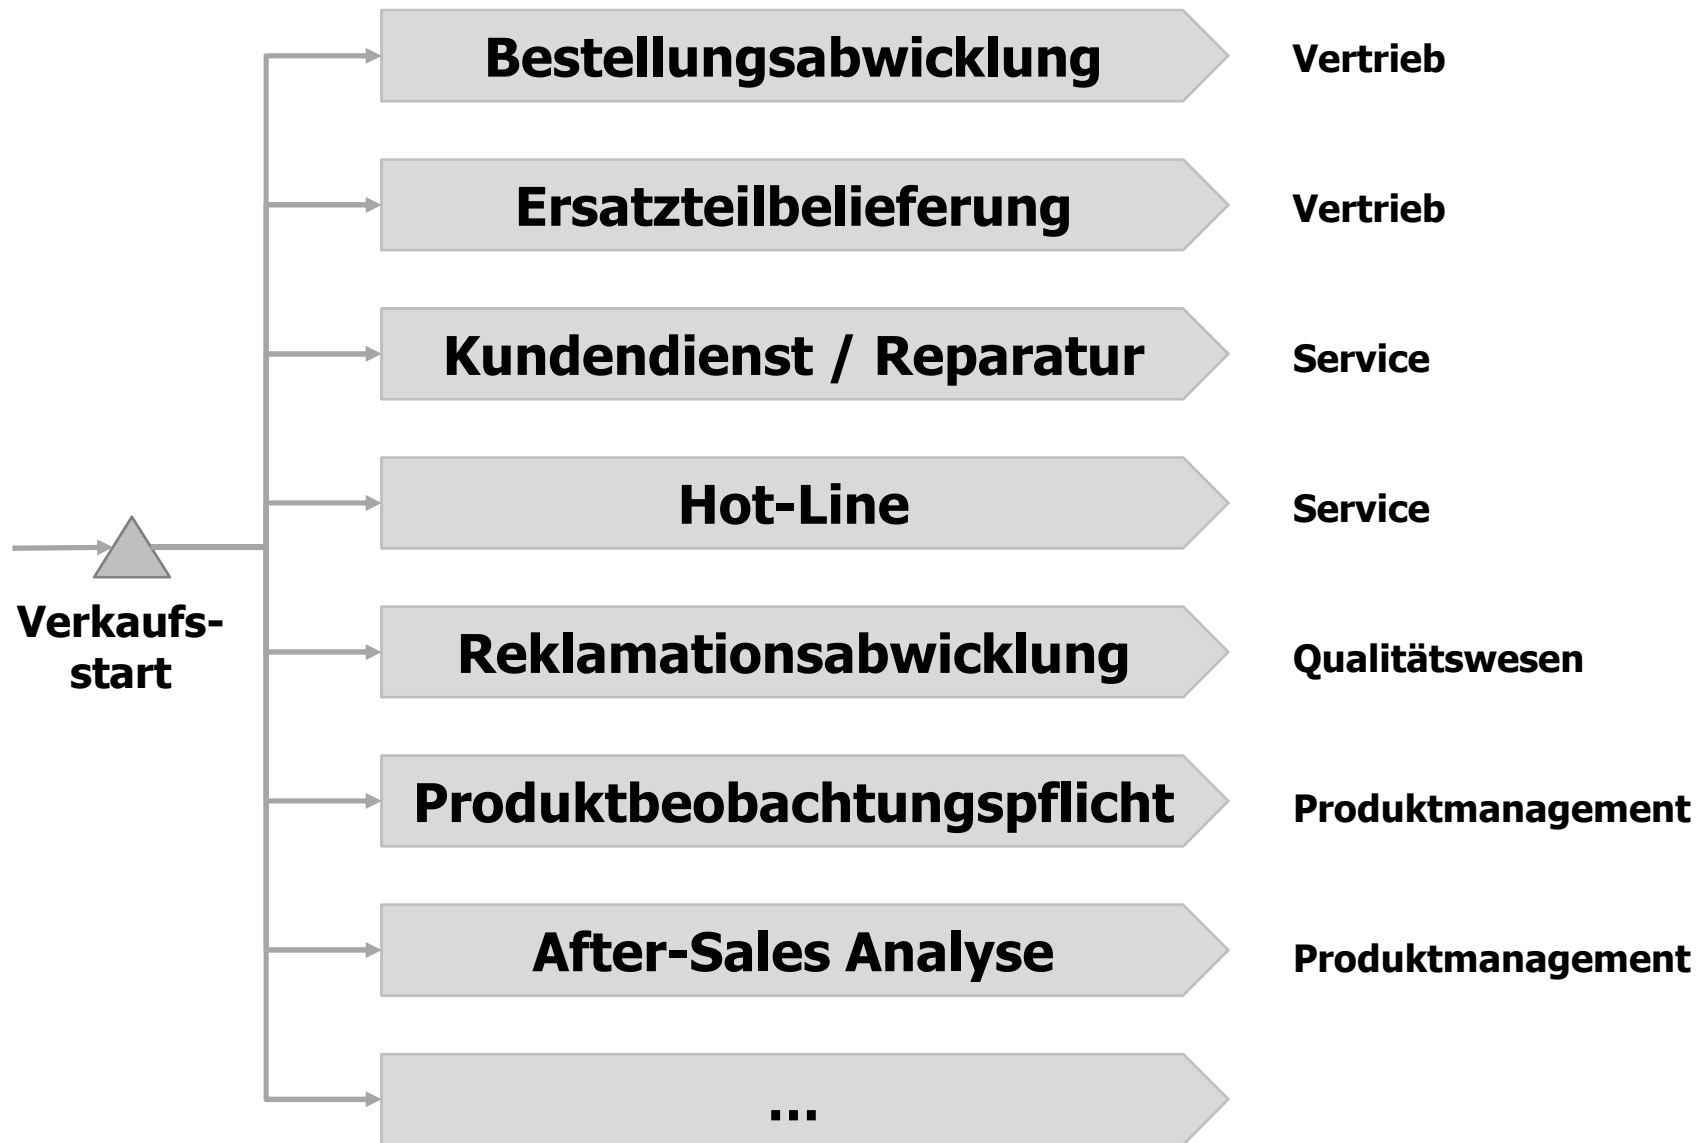 Bestellungsabwicklung
Vertrieb
Ersatzteilbelieferung
Vertrieb
Kundendienst / Reparatur
Service
Hot-Line
Service
Verkaufs-
start
Reklamationsabwicklung
Qualitätswesen
Produktbeobachtungspflicht
Produktmanagement
After-Sales Analyse
Produktmanagement
...